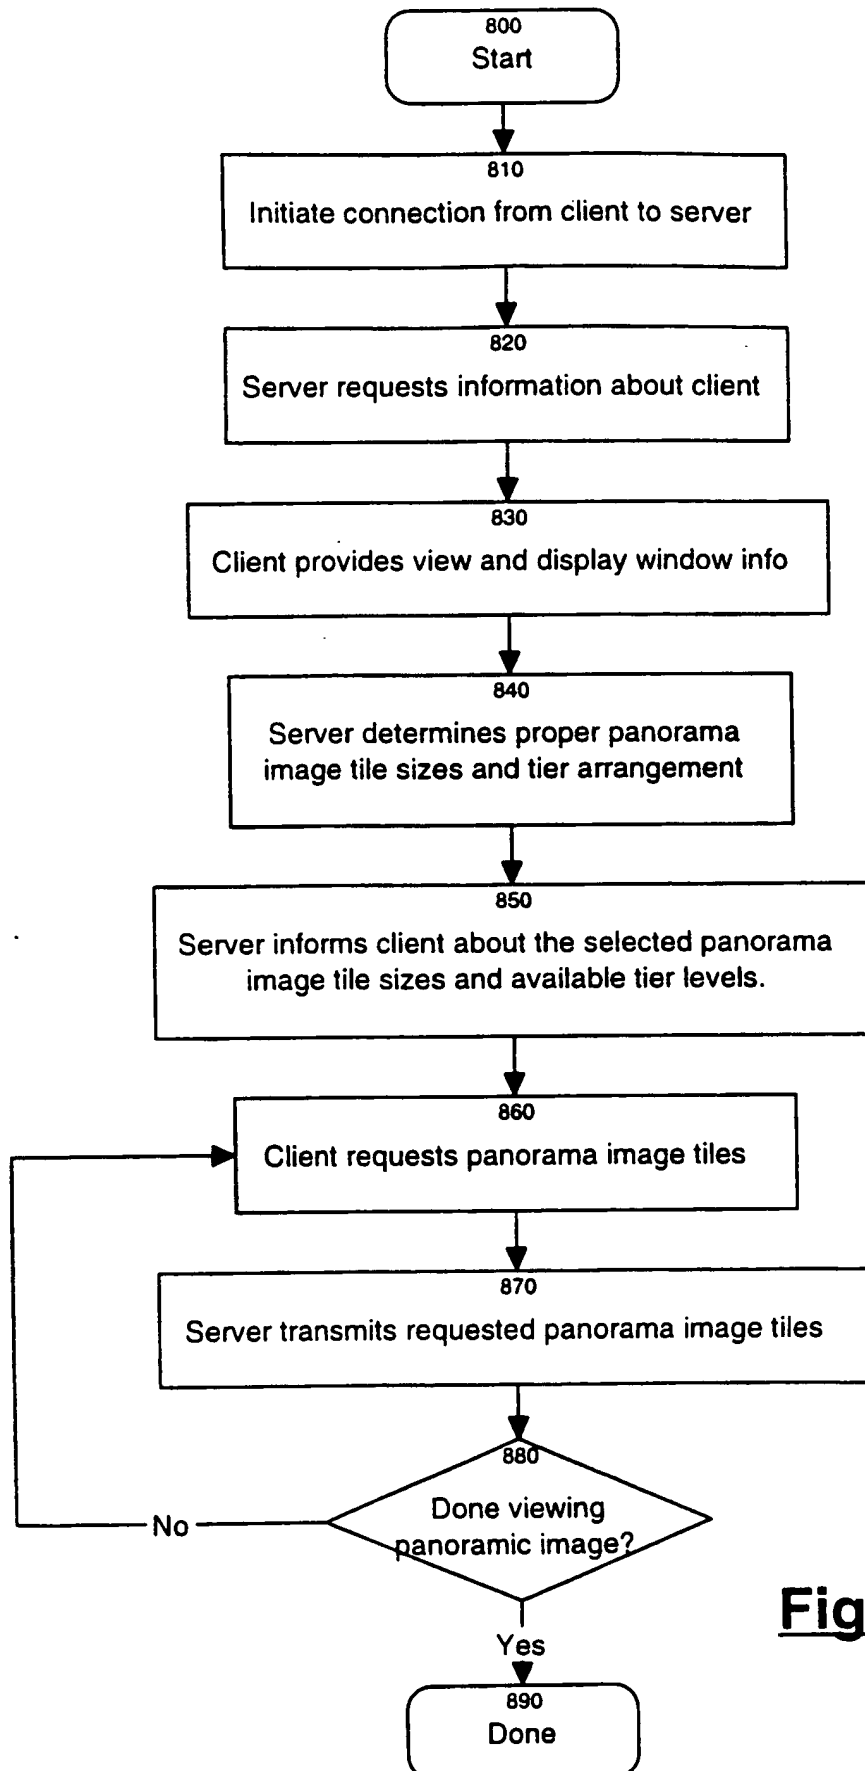 800
Start
810
Initiate connection from client to server
820
Server requests information about client
830
Client provides view and display window info
840
Server determines proper panorama
image tile sizes and tier arrangement
850
Server informs client about the selected panorama
image tile sizes and available tier levels.
860
Client requests panorama image tiles
870
Server transmits requested panorama image tiles
880
Done viewing
panoramic image?
No
Fig
Yes
890
Done